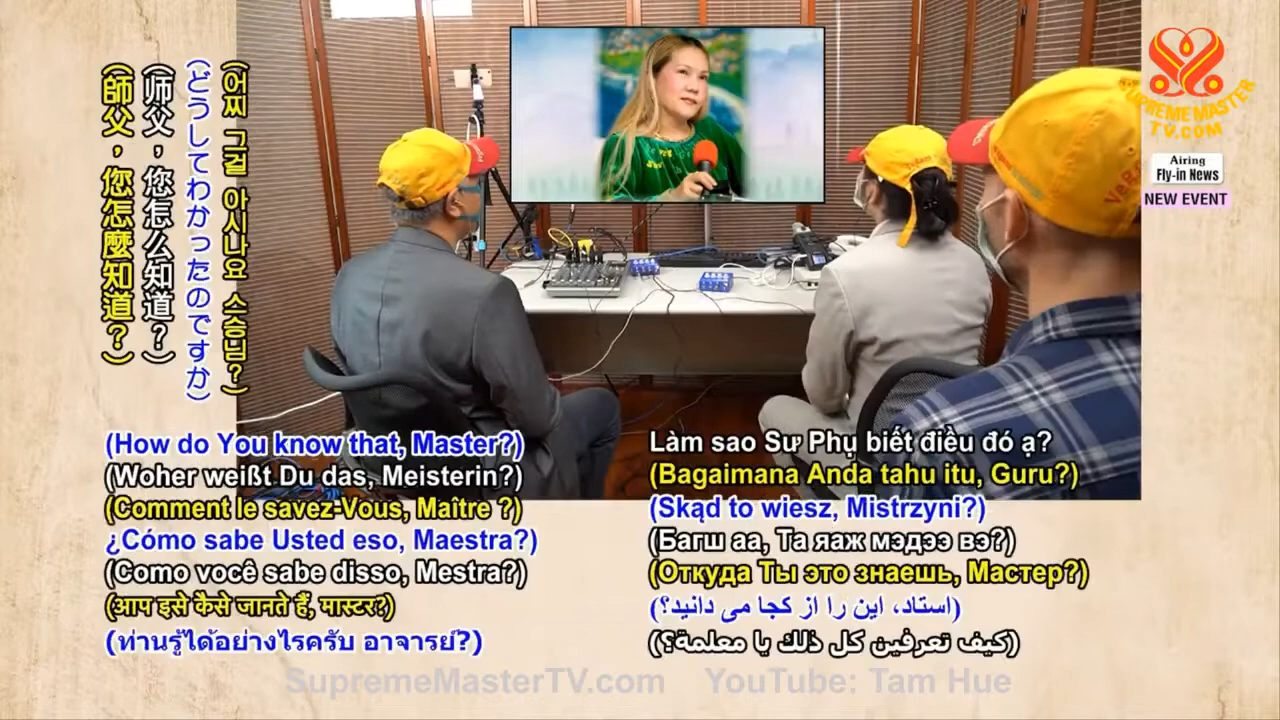 (어찌 그걸 아시나요 스승님?)
(どうしてわかったのですか)
(师父，您怎么知道？)
(師父，您怎麼知道？)
SUPREME MASTER
TV.COM
Airing
Fly-in News
NEW EVENT
(How do You know that, Master?)
(Woher weißt Du das, Meisterin?)
(Comment le savez-Vous, Maître ?)
¿Cómo sabe Usted eso, Maestra?)
(Como você sabe disso, Mestra?)
(आप इसे कैसे जानते हैं, मास्टर?)
(ท่านรู้ได้อย่างไรครับ อาจารย์?)
Làm sao Sư Phụ biết điều đó ạ?
(Bagaimana Anda tahu itu, Guru?)
(Skąd to wiesz, Mistrzyni?)
(Багш аа, Та яаж мэдээ вэ?)
(Откуда Ты это знаешь, Мастер?)
(استاد، این را از کجا می دانید؟)
(كيف تعرفين كل ذلك يا معلمة؟)
SupremeMasterTV.com YouTube: Tam Hue